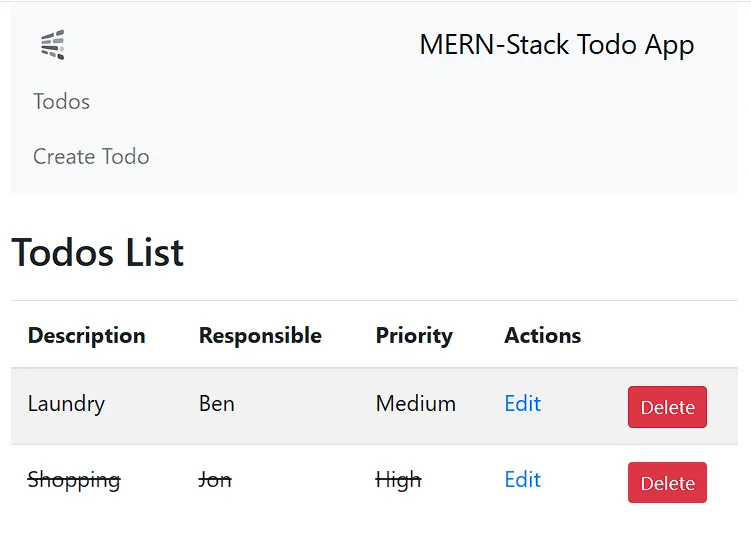 MERN-Stack Todo App
Todos
Create Todo
Todos List
Description Responsible Priority Actions
Laundry Ben Medium Edit Delete
Shopping Jon High Edit Delete